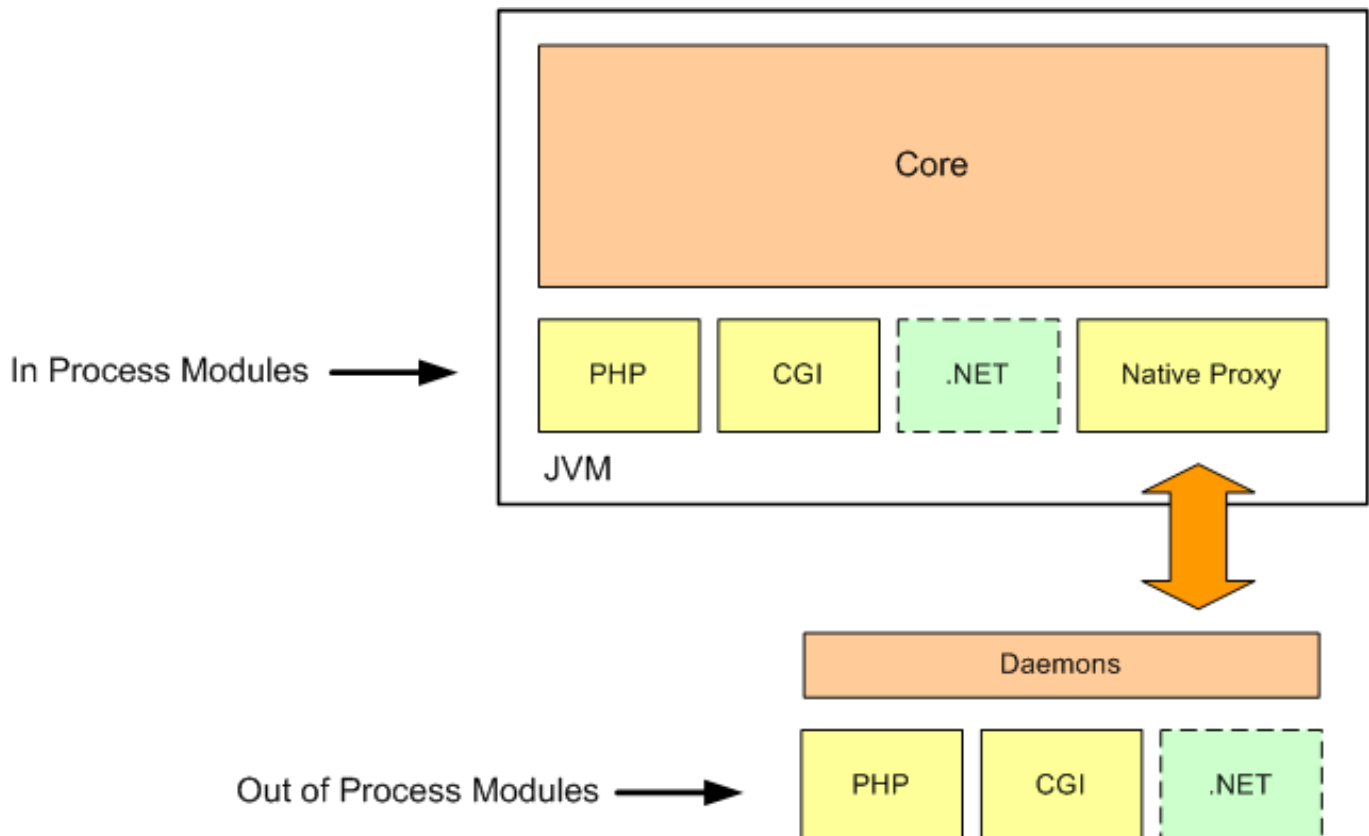 Core
In Process Modules
PHP
CGI
.NET
Native Proxy
JVM
Daemons
Out of Process Modules
PHP
CGI
.NET